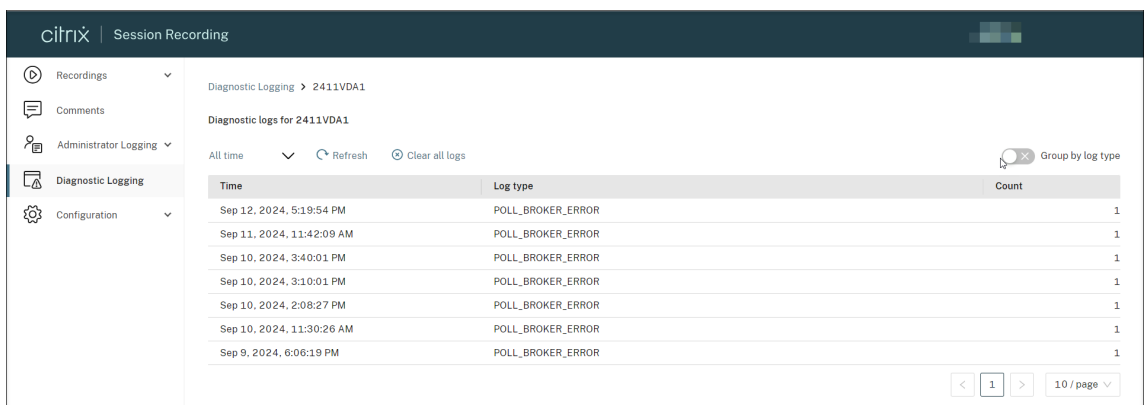 citrix | Session Recording
Recordings
Comments
Administrator Logging
Diagnostic Logging
Configuration
Diagnostic Logging > 2411VDA1
Diagnostic logs for 2411VDA1
All time Refresh Clear all logs Group by log type
Time Log type Count
Sep 12, 2024, 5:19:54 PM POLL_BROKER_ERROR 1
Sep 11, 2024, 11:42:09 AM POLL_BROKER_ERROR 1
Sep 10, 2024, 3:40:01 PM POLL_BROKER_ERROR 1
Sep 10, 2024, 3:10:01 PM POLL_BROKER_ERROR 1
Sep 10, 2024, 2:08:27 PM POLL_BROKER_ERROR 1
Sep 10, 2024, 11:30:26 AM POLL_BROKER_ERROR 1
Sep 9, 2024, 6:06:19 PM POLL_BROKER_ERROR 1
< 1 > 10 / page